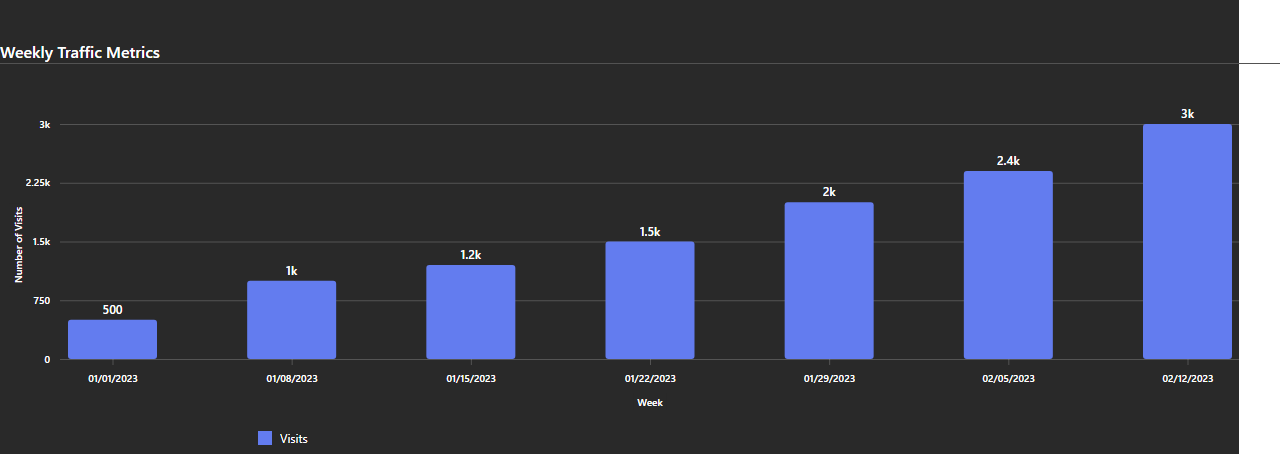 Weekly Traffic Metrics
3k
3k
2.4k
2.25k
2k
1.5k
1.5k
1.2k
1k
750
500
0
Number of Visits
01/01/2023 01/08/2023 01/15/2023 01/22/2023 01/29/2023 02/05/2023 02/12/2023
Week
Visits